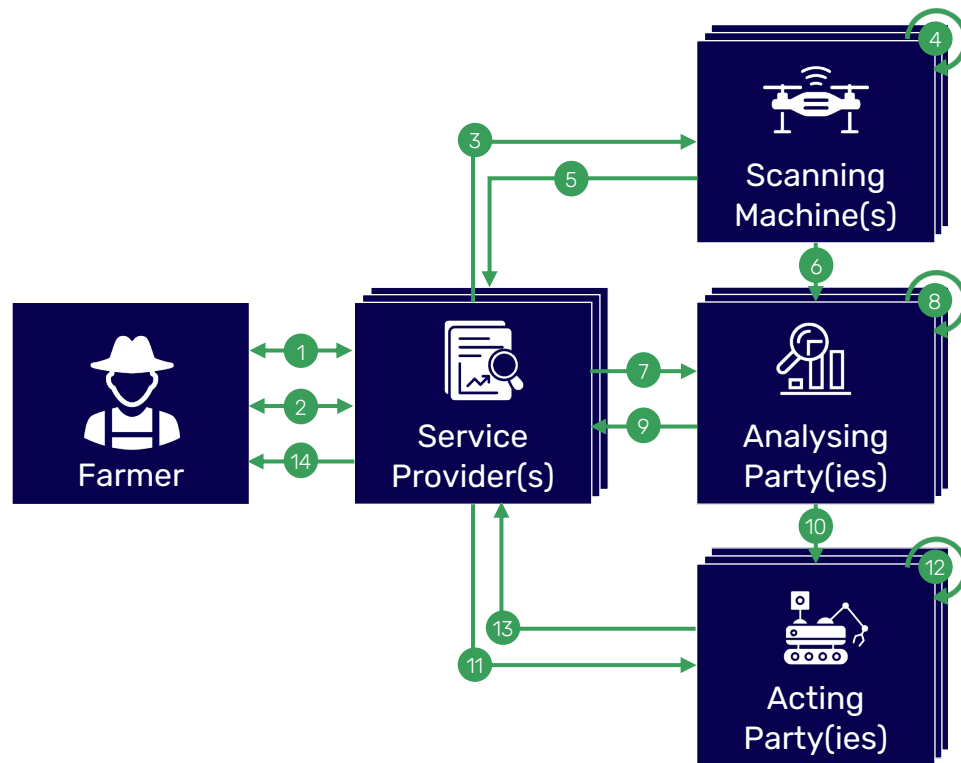 4
3
5
Scanning
Machine(s)
6
8
1
7
2
9
Farmer
14
Service
Provider(s)
Analysing
Party(ies)
10
12
13
11
Acting
Party(ies)